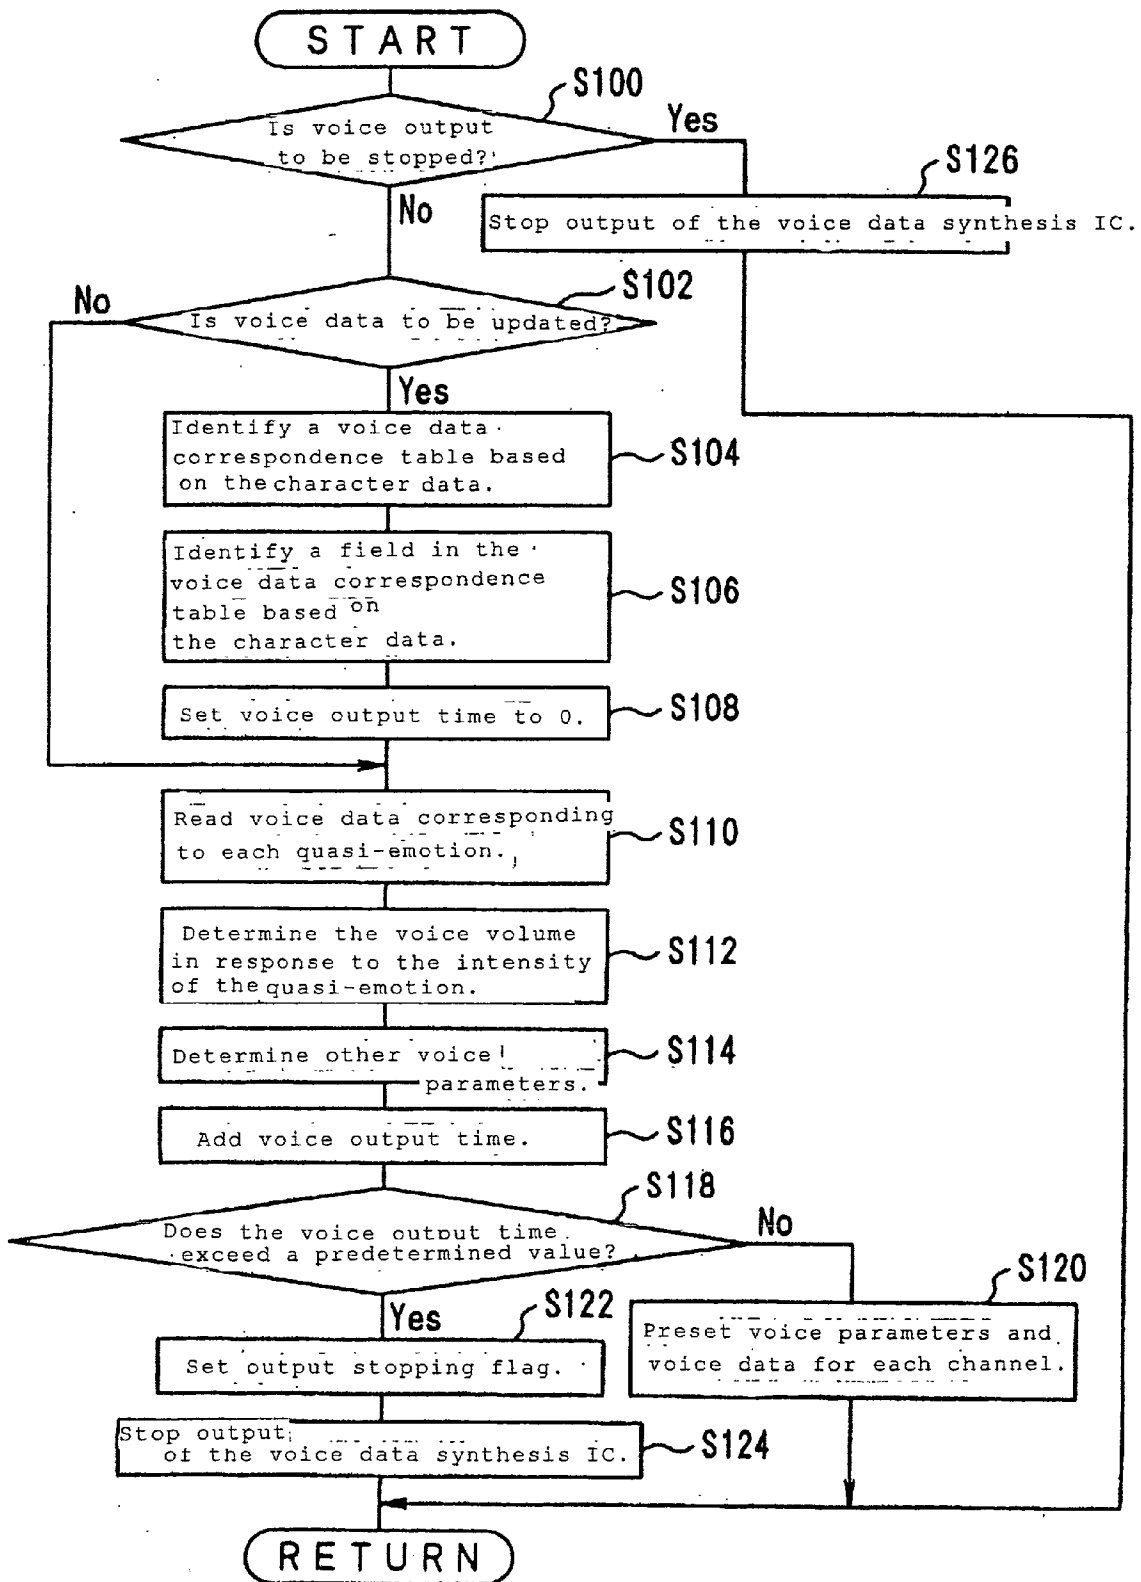 START
S100
Is voice output
to be stopped?
Yes
No
S126
Stop output of the voice data synthesis IC.
S102
No
Is voice data to be updated?
Yes
Identify a voice data
correspondence table based
on the character data.
S104
Identify a field in the
voice data correspondence
table based on
the character data.
S106
Set voice output time to 0.
S108
Read voice data corresponding
to each quasi-emotion.
S110
Determine the voice volume
in response to the intensity
of the quasi-emotion.
S112
Determine other voice
parameters.
S114
Add voice output time.
S116
S118
Does the voice output time
exceed a predetermined value?
No
Yes
S120
Preset voice parameters and
voice data for each channel.
S122
Set output stopping flag.
Stop output
of the voice data synthesis IC.
S124
RETURN